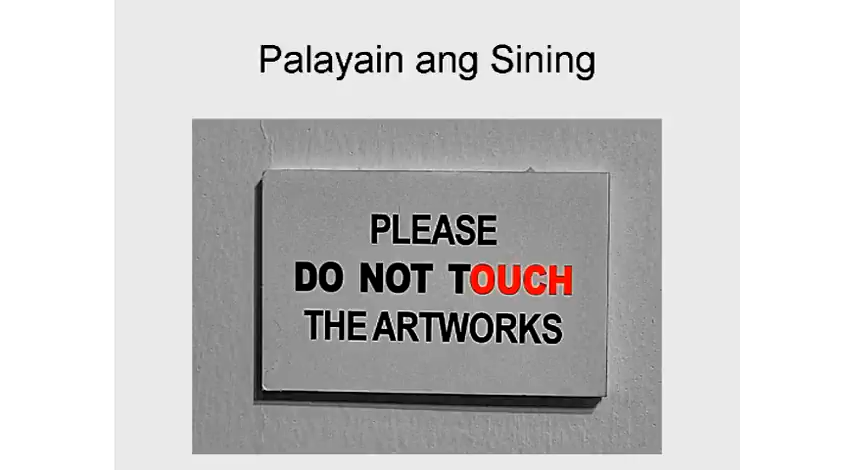 Palayain ang Sining
PLEASE
DO NOT TOUCH
THE ARTWORKS